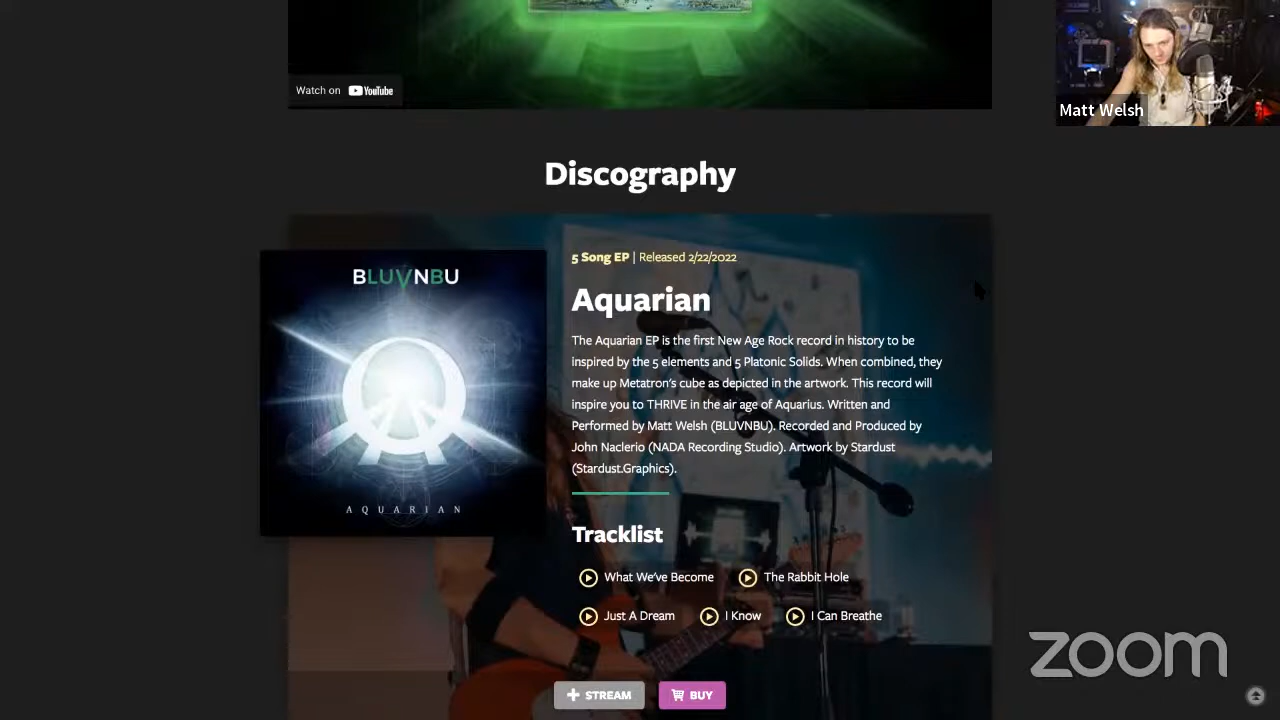 Watch on YouTube
Matt Welsh
Discography
BLUVNBU
AQUARIAN
5 Song EP | Released 2/22/2022
Aquarian
The Aquarian EP is the first New Age Rock record in history to be
inspired by the 5 elements and 5 Platonic Solids. When combined, they
make up Metatron's cube as depicted in the artwork. This record will
inspire you to THRIVE in the air age of Aquarius. Written and
Performed by Matt Welsh (BLUVNBU). Recorded and Produced by
John Naclerio (NADA Recording Studio). Artwork by Stardust
(Stardust.Graphics).
Tracklist
What We've Become The Rabbit Hole
Just A Dream I Know I Can Breathe
STREAM BUY
zoom